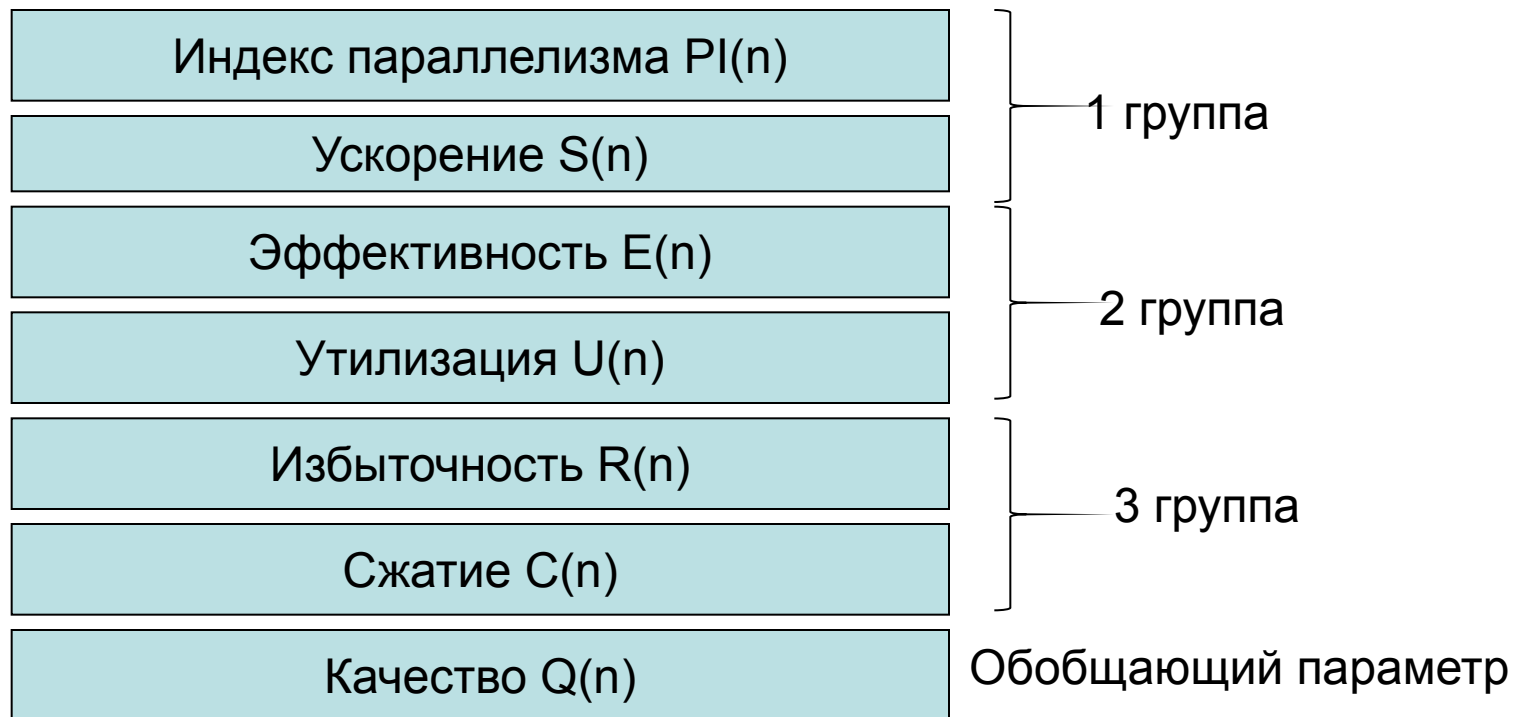 Индекс параллелизма PI(n)
1 группа
Ускорение S(n)
Эффективность E(n)
2 группа
Утилизация U(n)
Избыточность R(n)
3 группа
Сжатие C(n)
Качество Q(n)
Обобщающий параметр